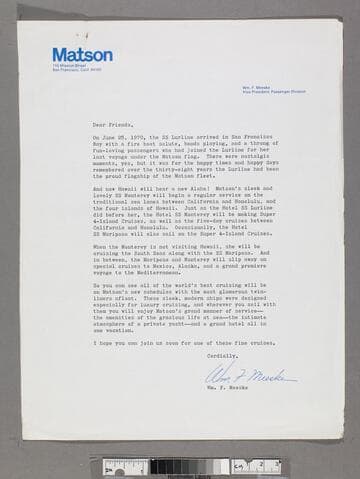 Matson
San Francisco, Calif. 94105
Wm. F. Meeske
Vice President, Passenger Division
Dear Friends,
On June 25, 1970, the SS Lurline arrived in San Francisco
Bay with a fire boat salute, bands playing, and a throng of
fun-loving passengers who had joined the Lurline for her
last voyage under the Matson flag. There were nostalgic
moments, yes, but it was for the happy times and happy days
remembered over the thirty-eight years the Lurline had been
the proud flagship of the Matson fleet.
And now Hawaii will hear a new Aloha! Matson's sleek and
lovely SS Monterey will begin a regular service on the
traditional sea lanes between California and Honolulu, and
the four islands of Hawaii. Just as the Hotel SS Lurline
did before her, the Hotel SS Monterey will be making Super
4-Island Cruises, as well as the five-day cruises between
California and Honolulu. Occasionally, the Hotel
SS Mariposa will also sail on the Super 4-Island Cruises.
When the Monterey is not visiting Hawaii, she will be
cruising the South Seas along with the SS Mariposa. And
in between, the Mariposa and Monterey will slip away on
special cruises to Mexico, Alaska, and a grand premiere
voyage to the Mediterranean.
So you can see all of the world's best cruising will be
on Matson's new schedules with the most glamorous twin-
liners afloat. These sleek, modern ships were designed
especially for luxury cruising, and wherever you sail with
them you will enjoy Matson's grand manner of service--
the amenities of the gracious life at sea--the intimate
atmosphere of a private yacht--and a grand hotel all in
one vacation.
I hope you can join us soon for one of these fine cruises.
Cordially,
Wm. F. Meeske
Wm. F. Meeske